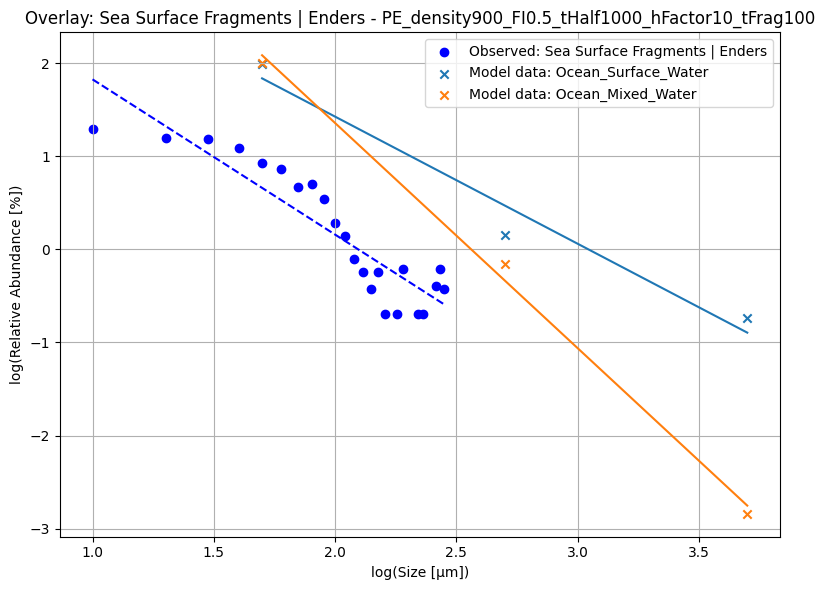 Overlay: Sea Surface Fragments | Enders - PE_density900_FI0.5_tHalf1000_hFactor10_tFrag100
Observed: Sea Surface Fragments | Enders
Model data: Ocean_Surface_Water
Model data: Ocean_Mixed_Water
log(Relative Abundance [%])
2
1
0
−1
−2
−3
1.0 1.5 2.0 2.5 3.0 3.5
log(Size [μm])